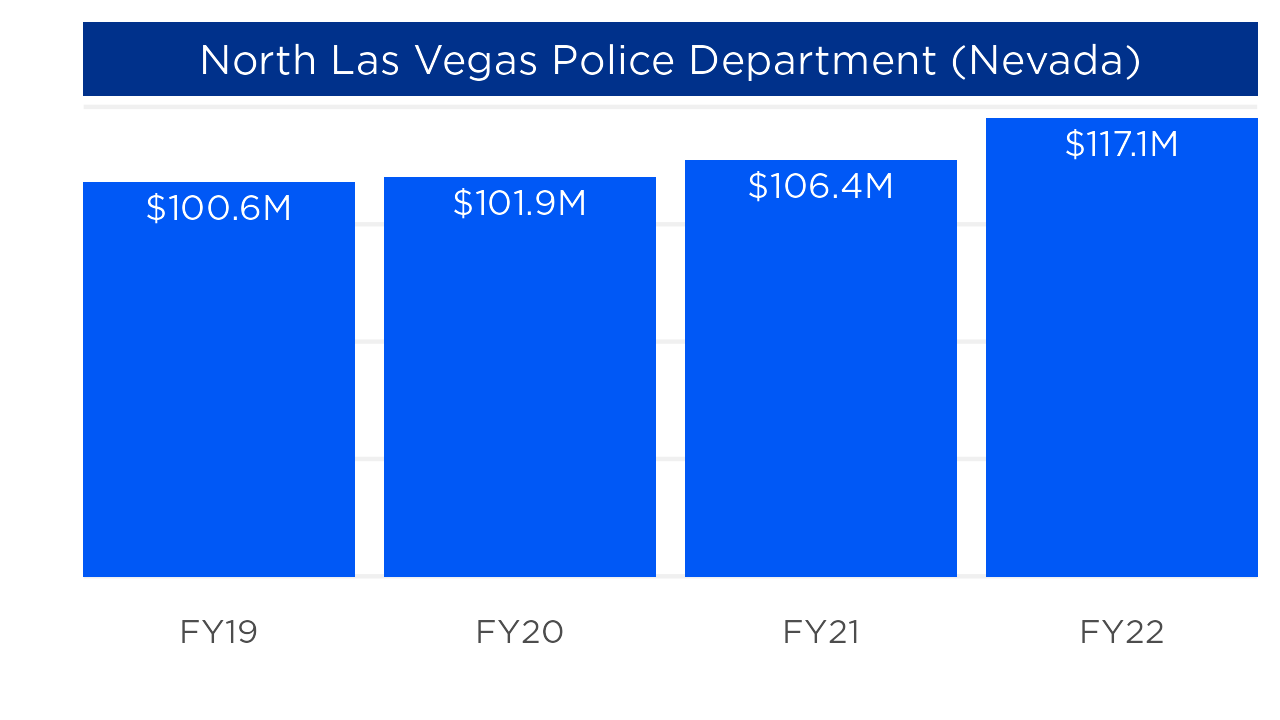 North Las Vegas Police Department (Nevada)
$100.6M
$101.9M
$106.4M
$117.1M
FY19
FY20
FY21
FY22